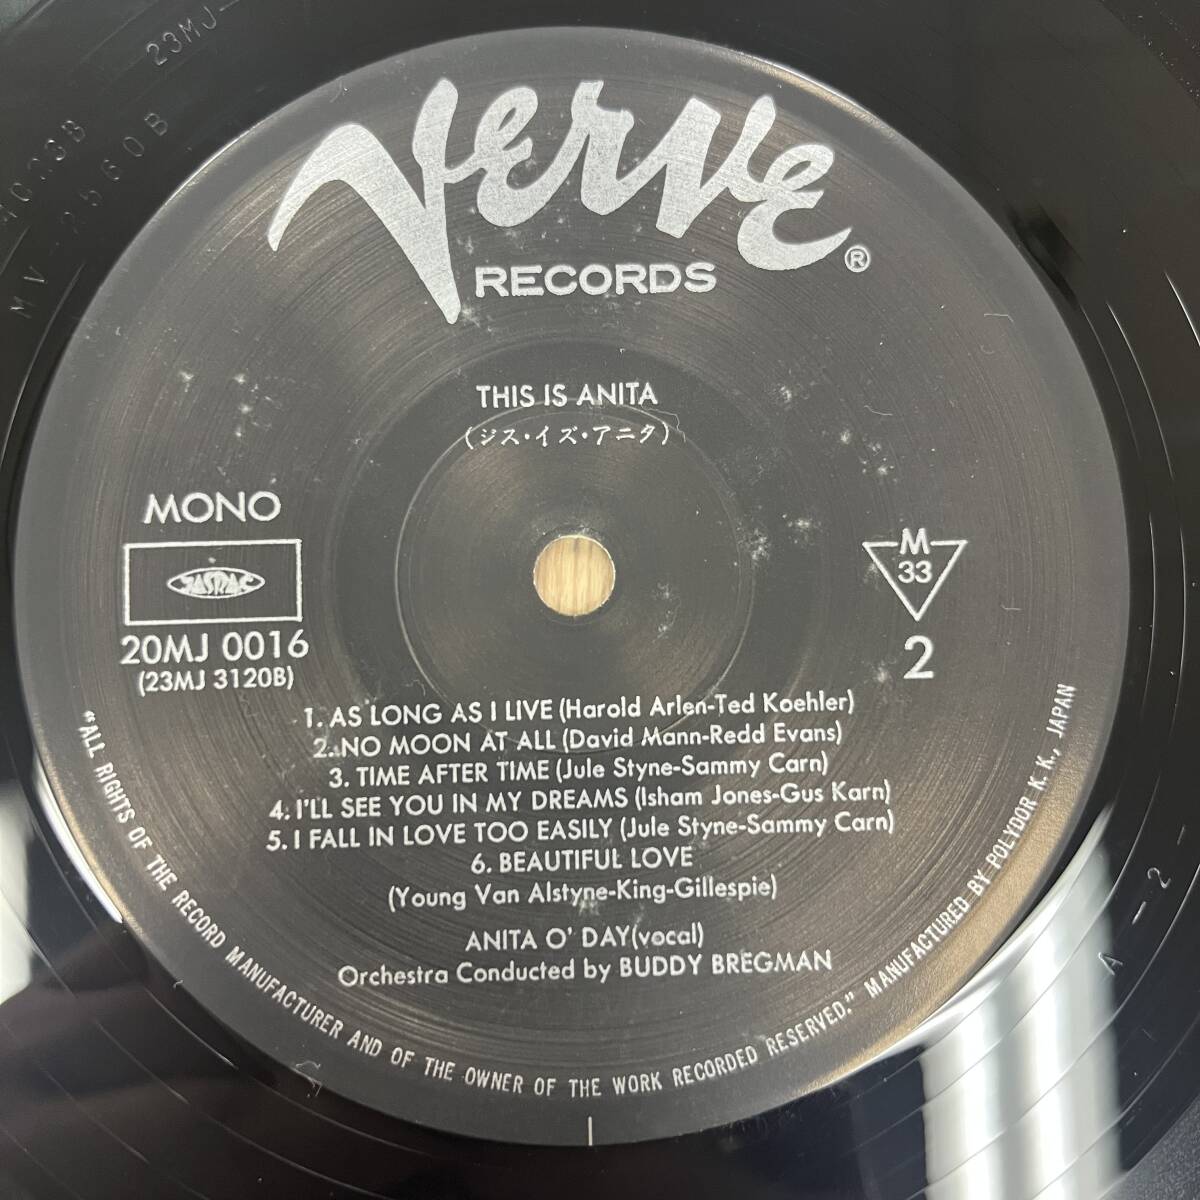 Verve ®
RECORDS
THIS IS ANITA
(ジス・イズ・アニタ)
MONO
JASRAC
20MJ 0016
(23MJ 3120B)
M
33
2
1. AS LONG AS I LIVE (Harold Arlen-Ted Koehler)
2. NO MOON AT ALL (David Mann-Redd Evans)
3. TIME AFTER TIME (Jule Styne-Sammy Carn)
4. I'LL SEE YOU IN MY DREAMS (Isham Jones-Gus Karn)
5. I FALL IN LOVE TOO EASILY (Jule Styne-Sammy Carn)
6. BEAUTIFUL LOVE
(Young Van Alstyne-King-Gillespie)
ANITA O' DAY(vocal)
Orchestra Conducted by BUDDY BREGMAN
"ALL RIGHTS OF THE RECORD MANUFACTURER AND OF THE OWNER OF THE WORK RECORDED RESERVED." MANUFACTURED BY POLYDOR K. K., JAPAN
23MJ-
MV-2560B
A-2-